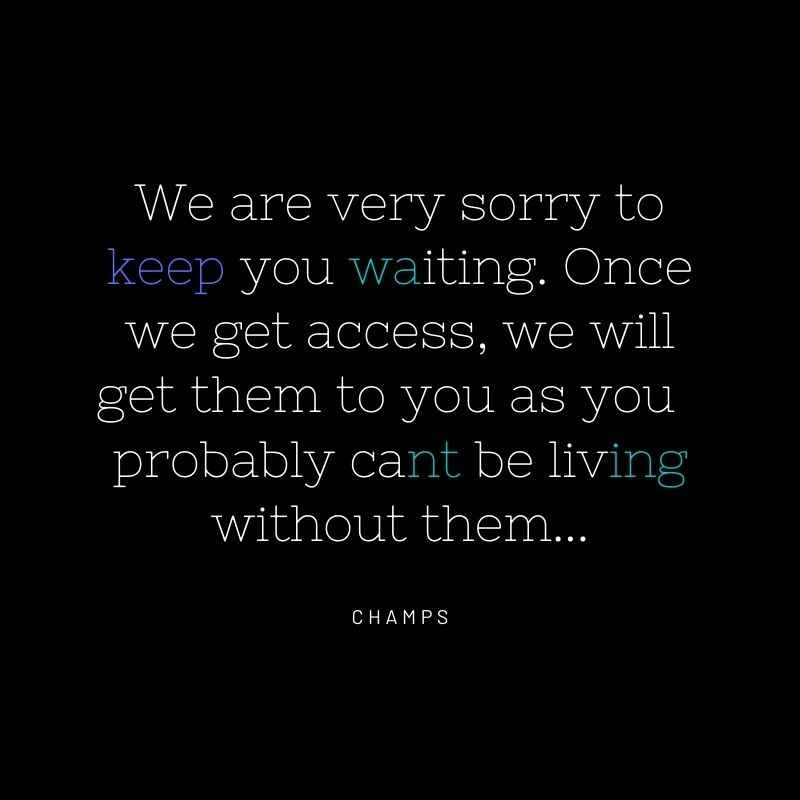 We are very sorry to
keep you waiting. Once
we get access, we will
get them to you as you
probably cant be living
without them...
CHAMPS